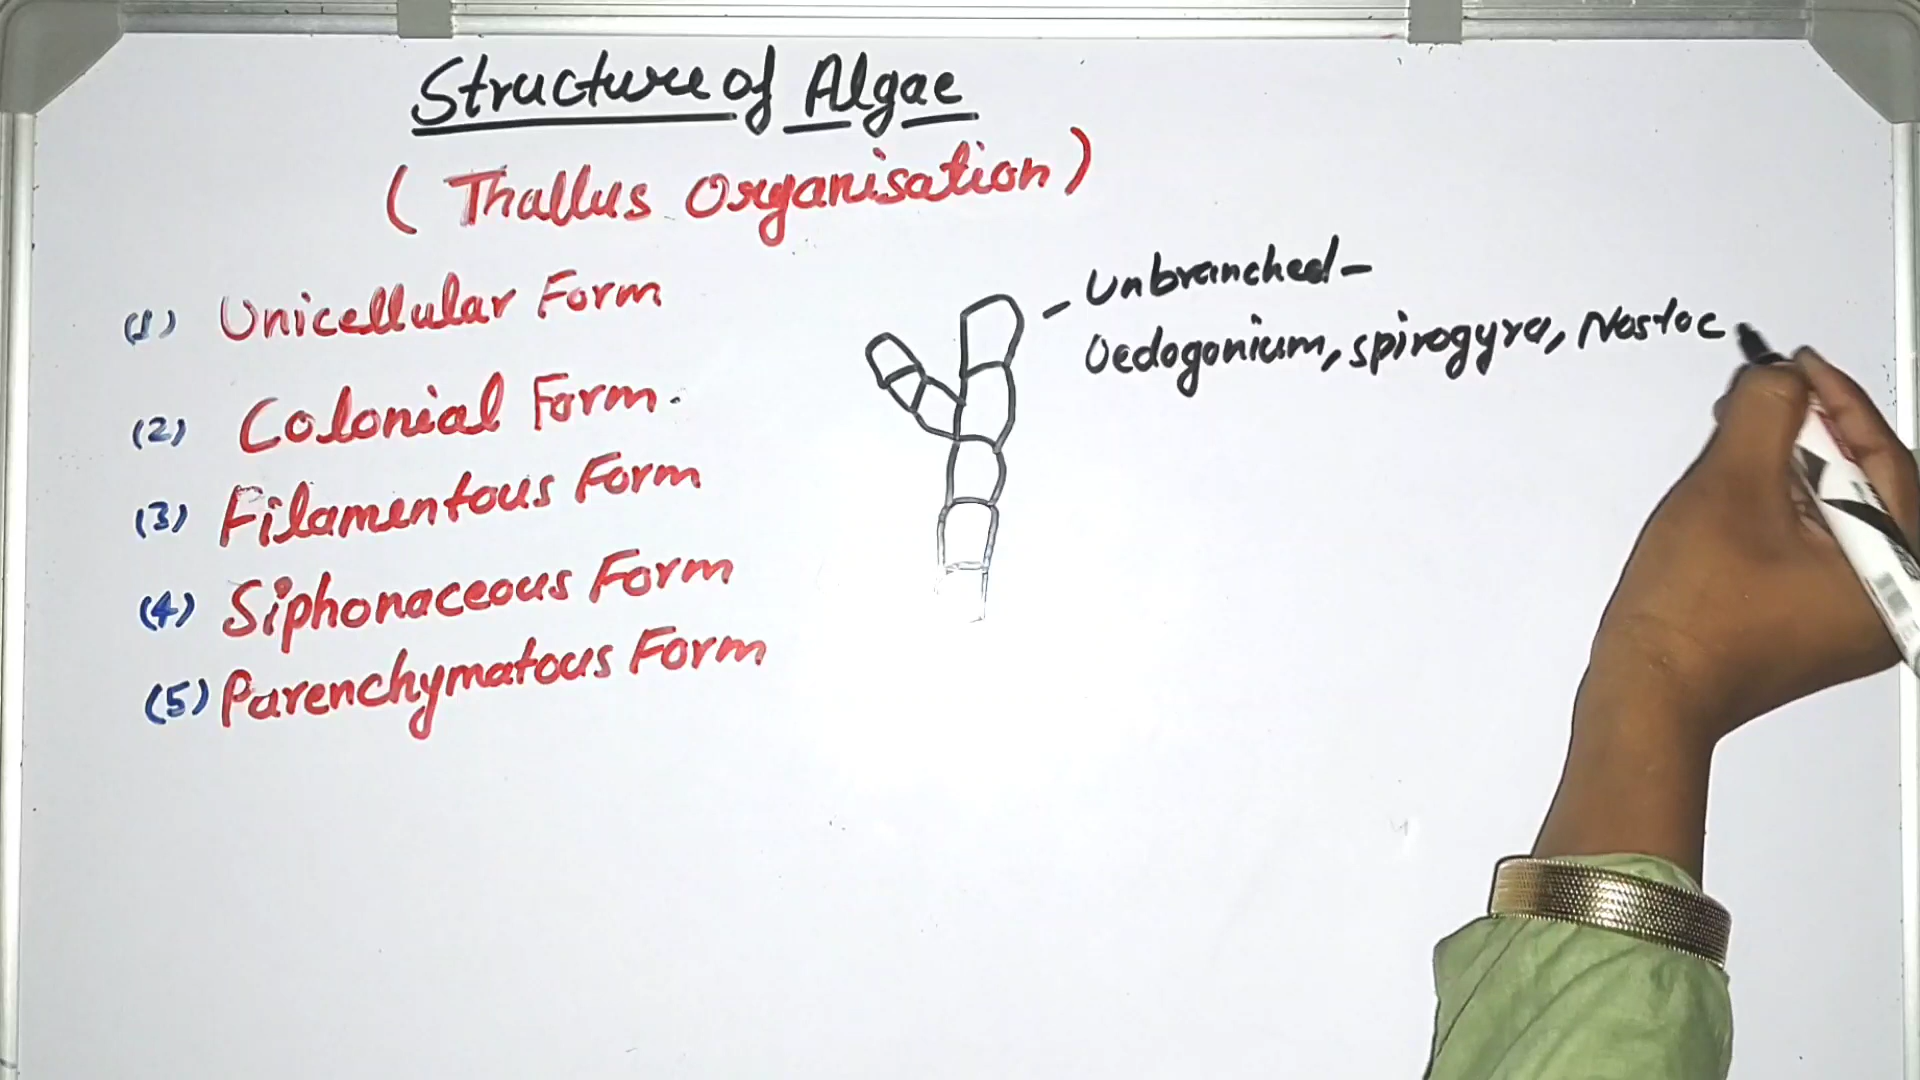 Structure of Algae
(Thallus Organisation)
(1) Unicellular Form
(2) Colonial Form.
(3) Filamentous Form
(4) Siphonaceous Form
(5) Parenchymatous Form
- Unbranched -
Oedogonium, spirogyra, Nostoc